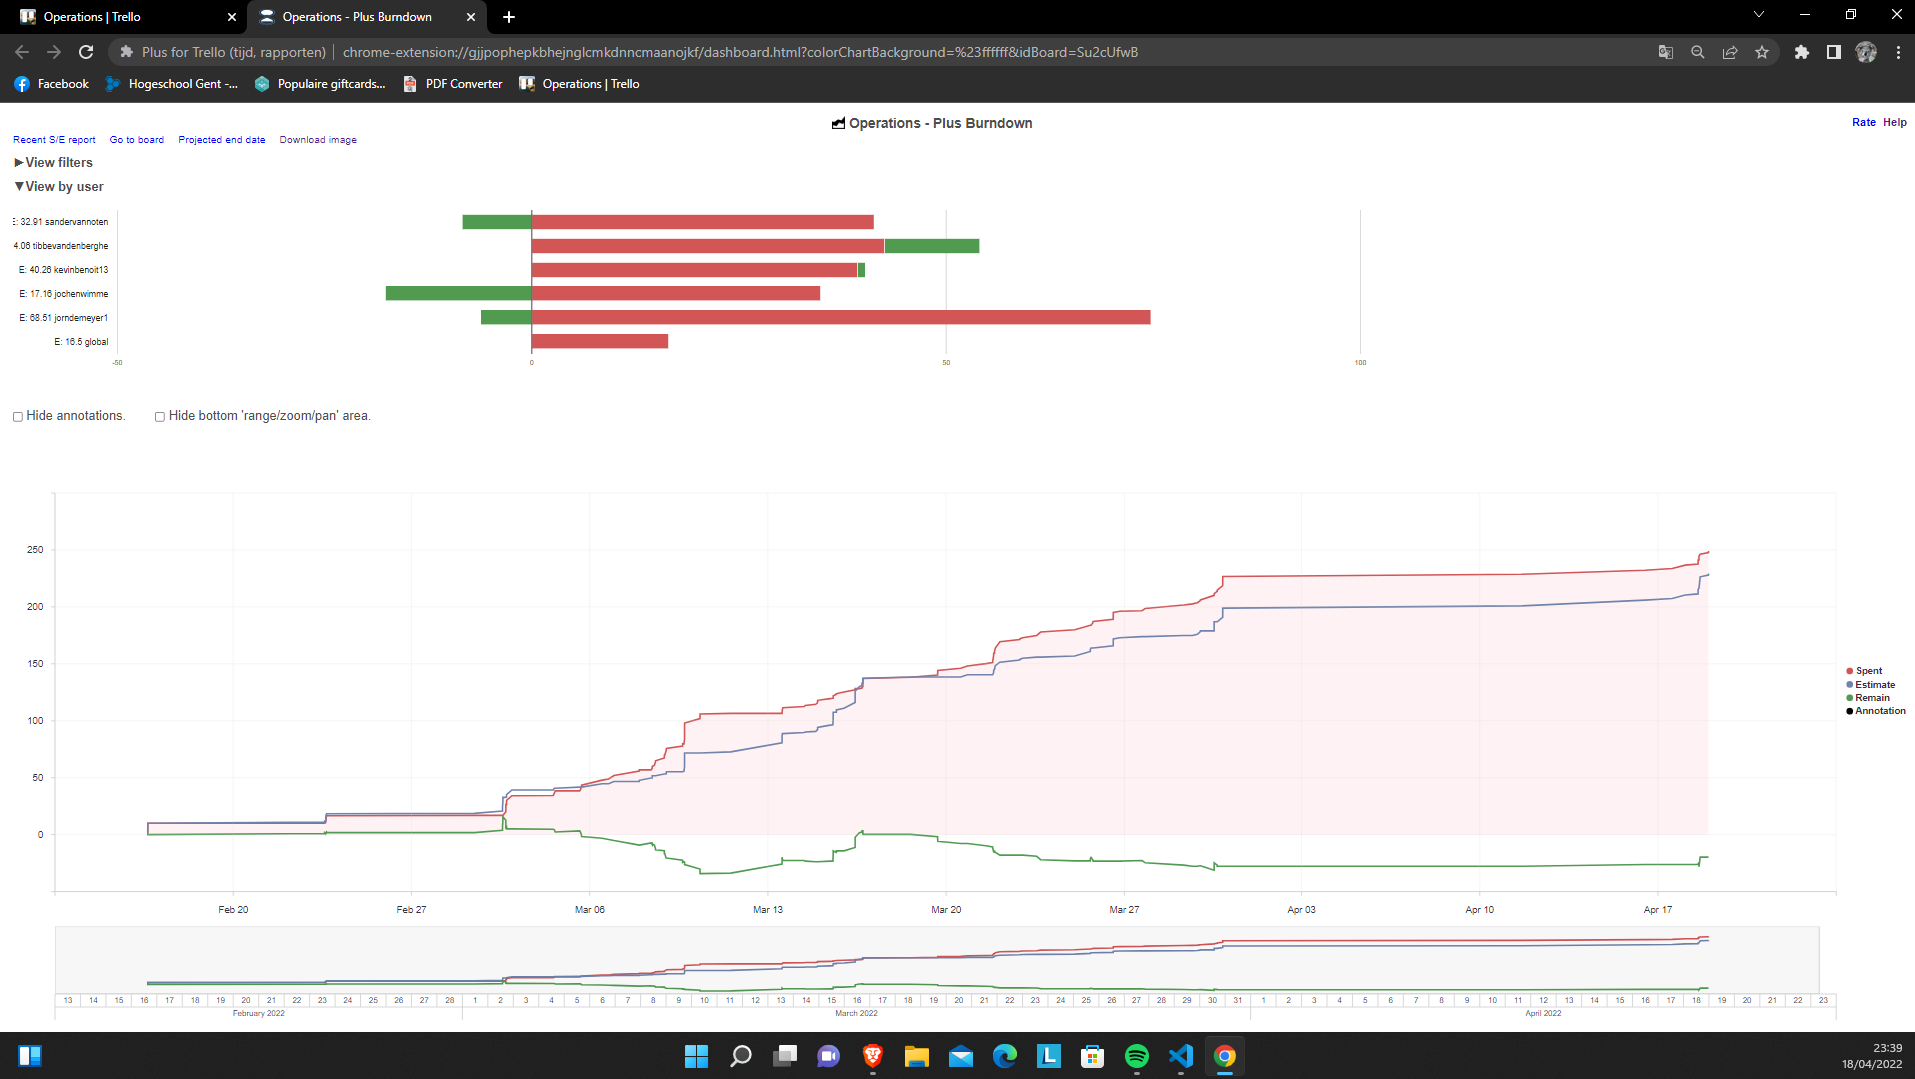 Operations | Trello
Operations - Plus Burndown
Plus for Trello (tijd, rapporten)
chrome-extension://gjjpophepkbhejnglcmkdnncmaanojkf/dashboard.html?colorChartBackground=%23ffffff&idBoard=Su2cUfwB
Facebook
Hogeschool Gent -...
Populaire giftcards...
PDF Converter
Operations | Trello
Operations - Plus Burndown
Rate Help
Recent S/E report Go to board Projected end date Download image
▶View filters
▼View by user
E: 32.91 sandervannoten
4.06 tibbevandenberghe
E: 40.26 kevinbenoit13
E: 17.16 jochenwimme
E: 68.51 jorndemeyer1
E: 16.5 global
-50 0 50 100
Hide annotations. Hide bottom 'range/zoom/pan' area.
250
200
150
100
50
0
Spent
Estimate
Remain
Annotation
Feb 20 Feb 27 Mar 06 Mar 13 Mar 20 Mar 27 Apr 03 Apr 10 Apr 17
13 14 15 16 17 18 19 20 21 22 23 24 25 26 27 28 1 2 3 4 5 6 7 8 9 10 11 12 13 14 15 16 17 18 19 20 21 22 23 24 25 26 27 28 29 30 31 1 2 3 4 5 6 7 8 9 10 11 12 13 14 15 16 17 18 19 20 21 22 23
February 2022 March 2022 April 2022
L
23:39
18/04/2022